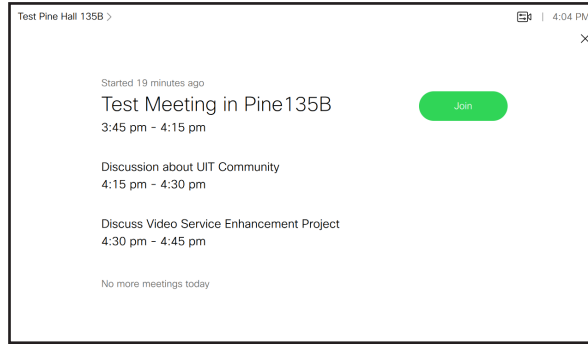 Test Pine Hall 135B >
4:04 PM
Started 19 minutes ago
Test Meeting in Pine135B
Join
3:45 pm - 4:15 pm
Discussion about UIT Community
4:15 pm - 4:30 pm
Discuss Video Service Enhancement Project
4:30 pm - 4:45 pm
No more meetings today